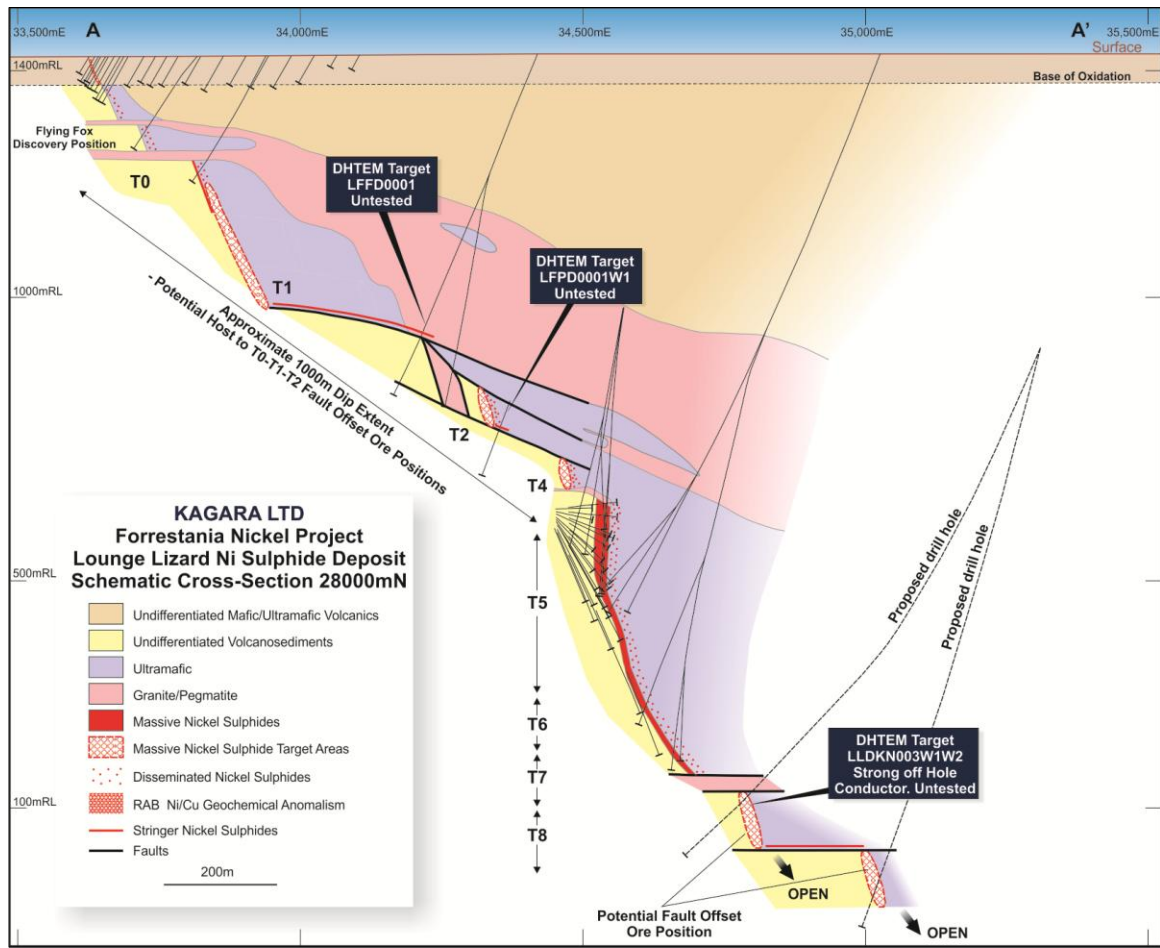 33,500mE
A
34,000mE
34,500mE
35,000mE
A'
35,500mE
Surface
1400mRL
Base of Oxidation
Flying Fox
Discovery Position
T0
DHTEM Target
LFFD0001
Untested
DHTEM Target
LFPD0001W1
Untested
1000mRL
T1
Approximate 1000m Dip Extent
- Potential Host to T0-T1-T2 Fault Offset Ore Positions
T2
T4
500mRL
T5
T6
T7
T8
Proposed drill hole
Proposed drill hole
DHTEM Target
LLDKN003W1W2
Strong off Hole
Conductor. Untested
100mRL
OPEN
Potential Fault Offset
Ore Position
OPEN
KAGARA LTD
Forrestania Nickel Project
Lounge Lizard Ni Sulphide Deposit
Schematic Cross-Section 28000mN
Undifferentiated Mafic/Ultramafic Volcanics
Undifferentiated Volcanosediments
Ultramafic
Granite/Pegmatite
Massive Nickel Sulphides
Massive Nickel Sulphide Target Areas
Disseminated Nickel Sulphides
RAB Ni/Cu Geochemical Anomalism
Stringer Nickel Sulphides
Faults
200m